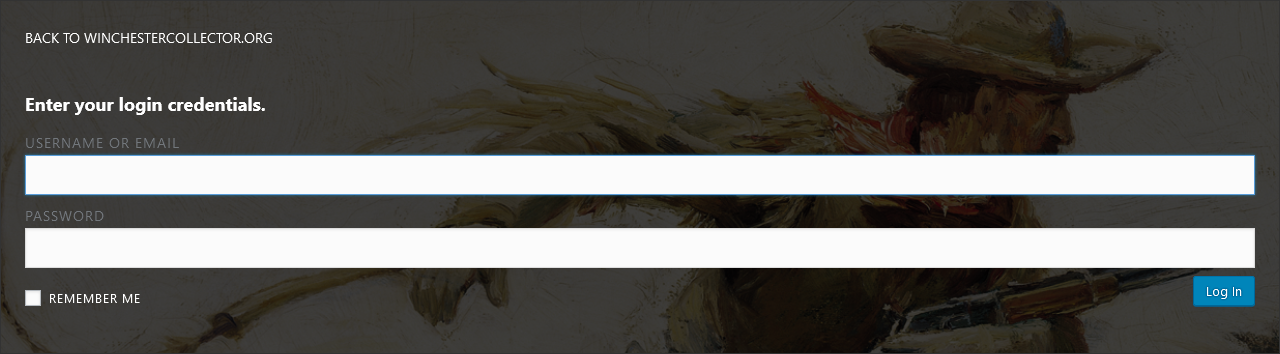 BACK TO WINCHESTERCOLLECTOR.ORG
Enter your login credentials.
USERNAME OR EMAIL
PASSWORD
REMEMBER ME
Log In